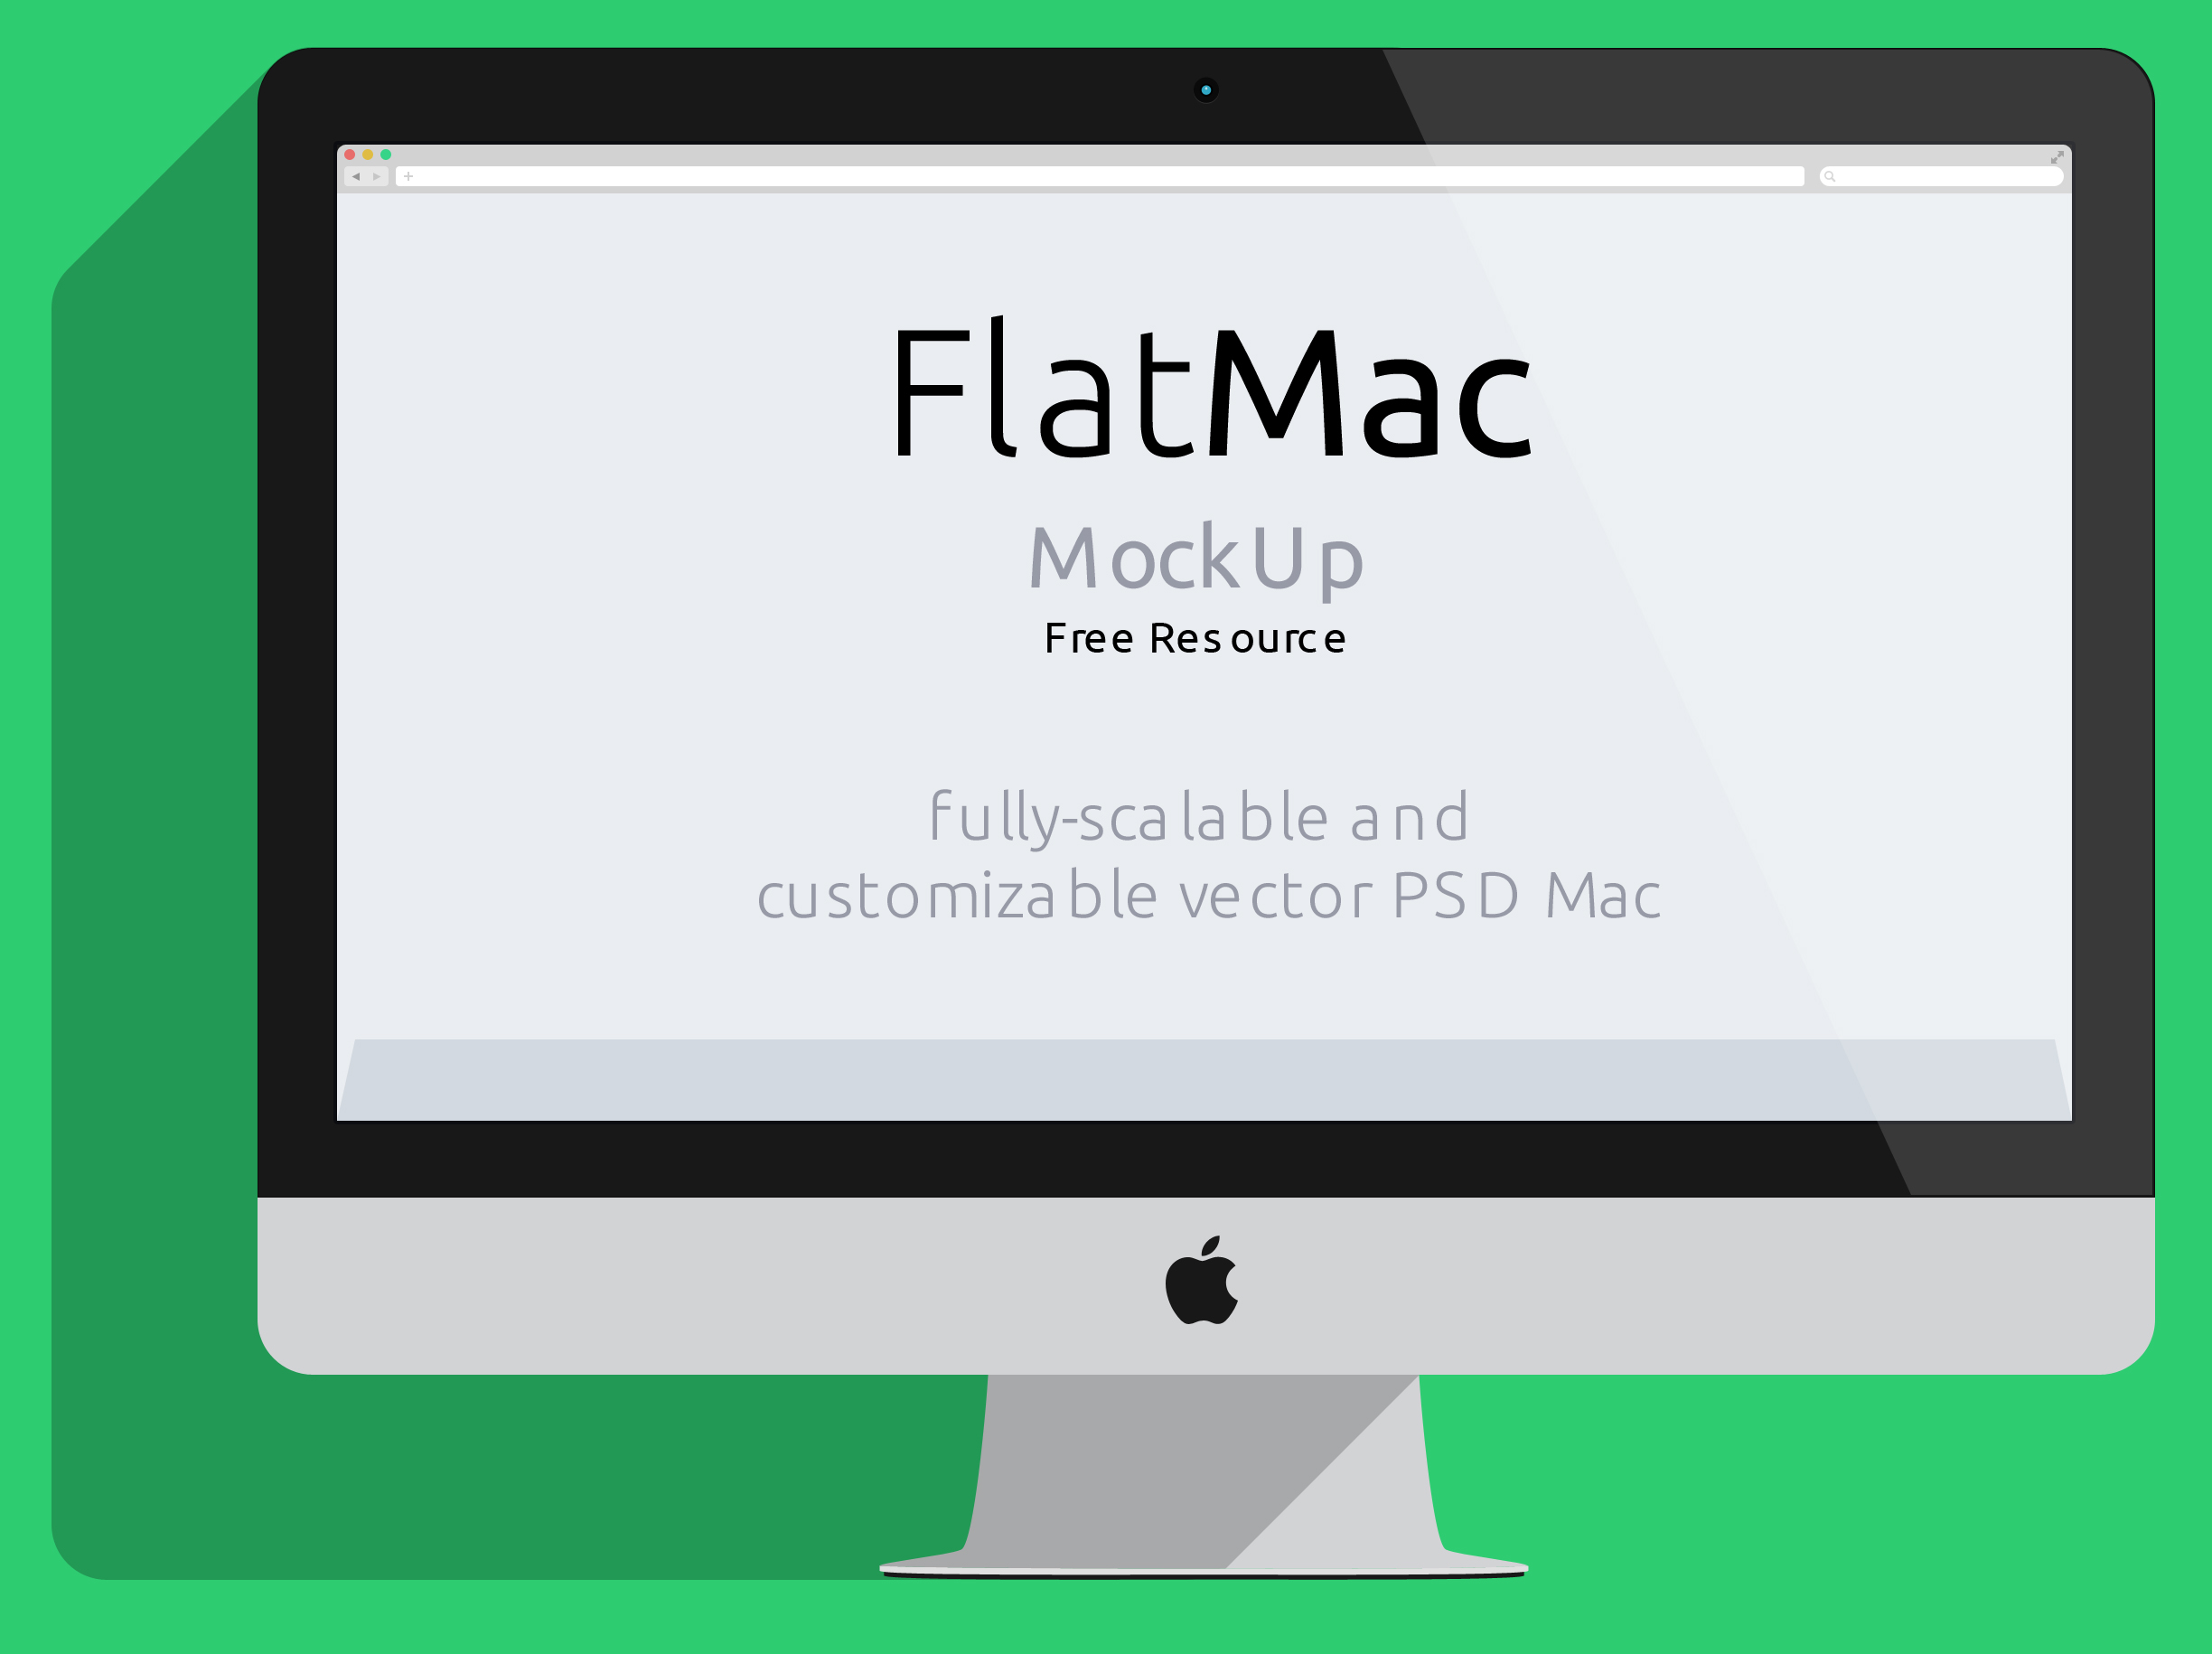 FlatMac
MockUp
Free Resource
fully-scalable and
customizable vector PSD Mac